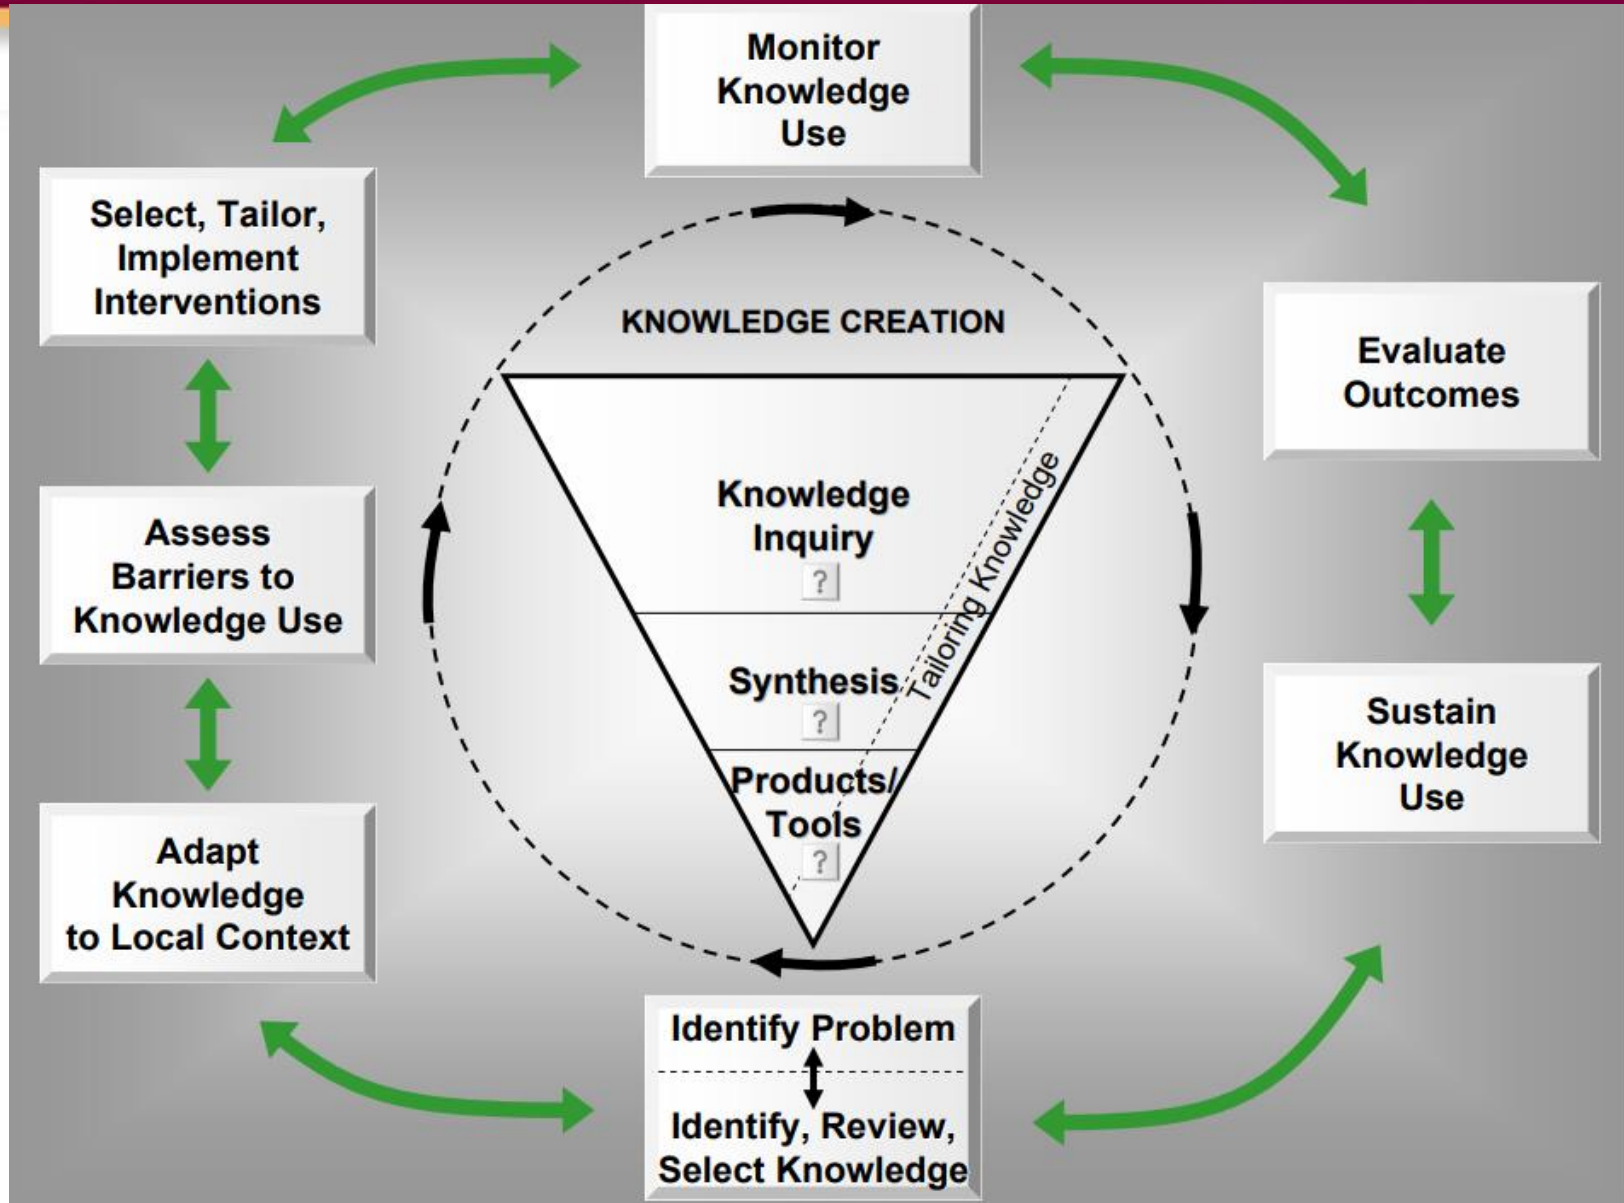 Monitor
Knowledge
Use
Select, Tailor,
Implement
Interventions
KNOWLEDGE CREATION
Evaluate
Outcomes
Knowledge
Inquiry
?
Tailoring Knowledge
Assess
Barriers to
Knowledge Use
Synthesis
?
Sustain
Knowledge
Use
Products/
Tools
?
Adapt
Knowledge
to Local Context
Identify Problem
Identify, Review,
Select Knowledge